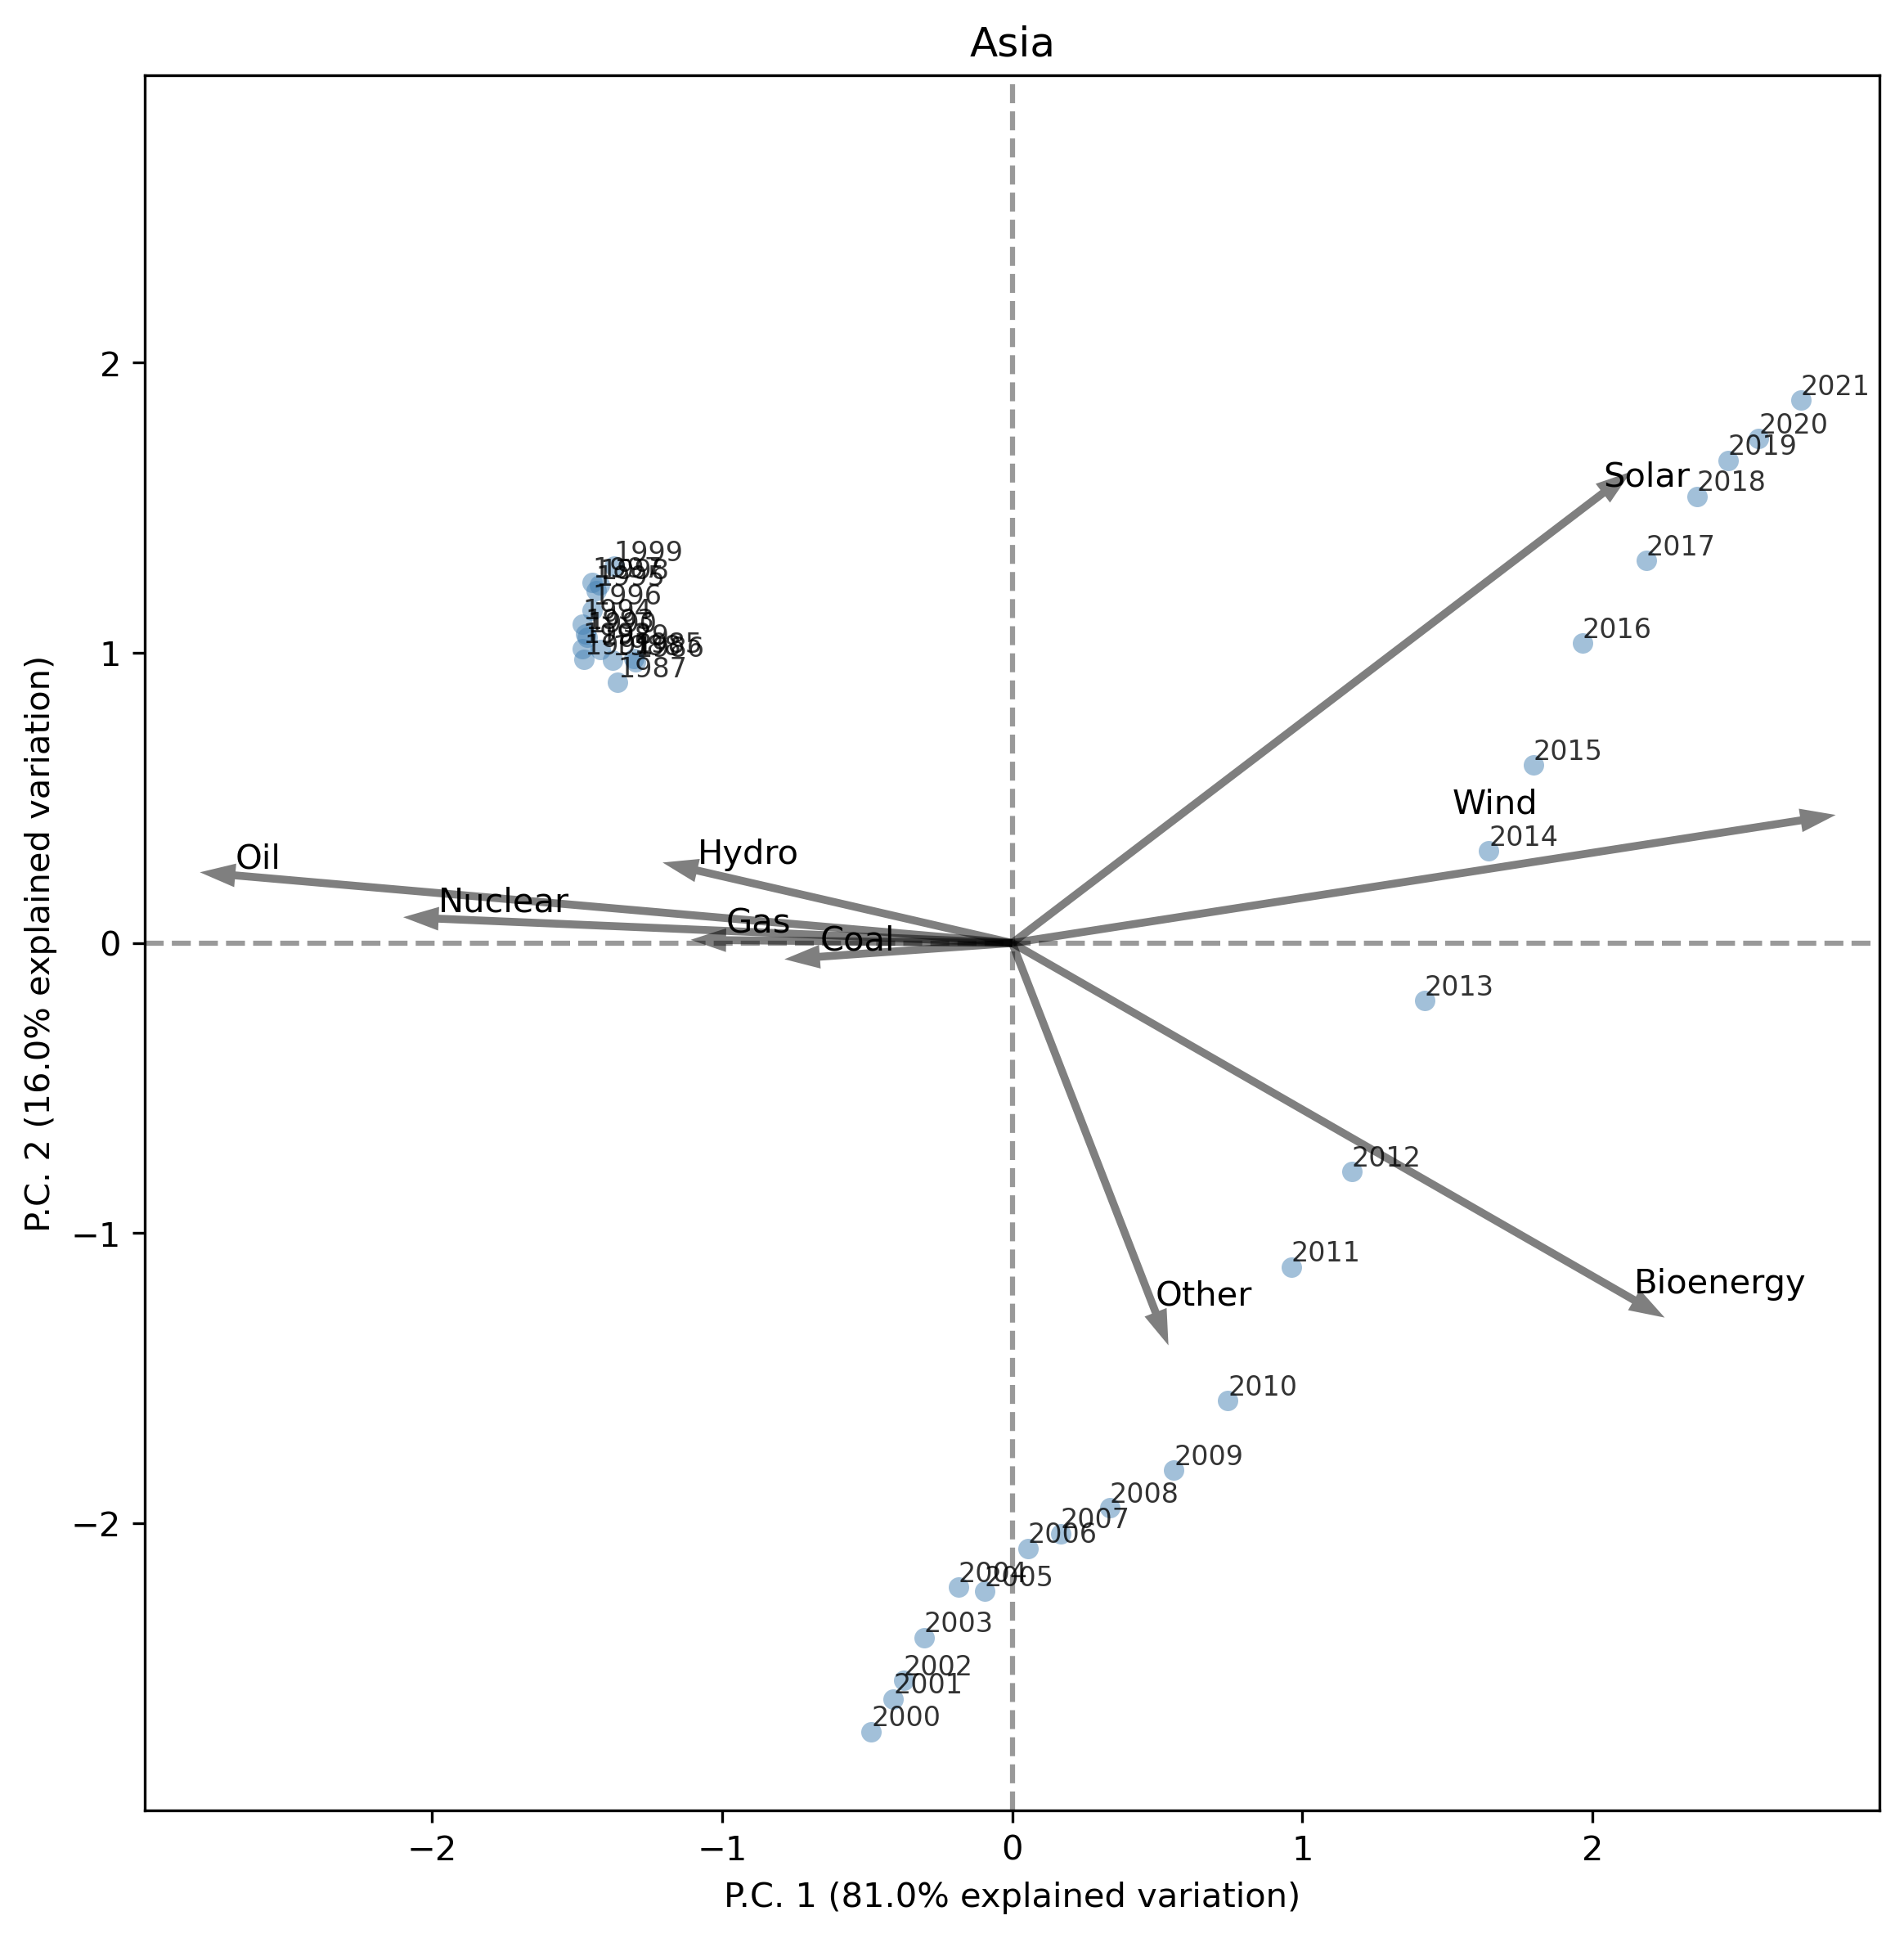 Asia
2
1
0
−1
−2
P.C. 2 (16.0% explained variation)
2021
2020
2019
Solar
2018
2017
1999
1996
2016
1987
2015
Wind
2014
Oil
Hydro
Nuclear
Gas
Coal
2013
2012
2011
Other
Bioenergy
2010
2009
2008
2007
2006
2004
2005
2003
2002
2001
2000
−2
−1
0
1
2
P.C. 1 (81.0% explained variation)